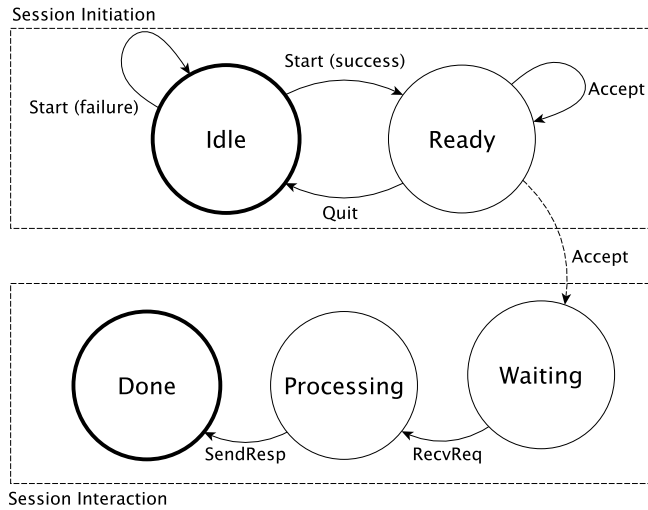 Session Initiation
Start (success)
Start (failure)
Accept
Idle
Ready
Quit
Accept
Done
Processing
Waiting
SendResp
RecvReq
Session Interaction